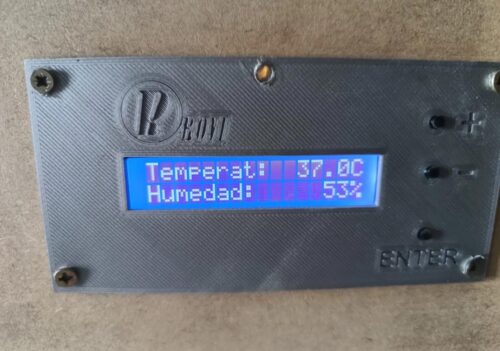 R
Temperat: 37.0C
Humedad: 53%
+
-
ENTER